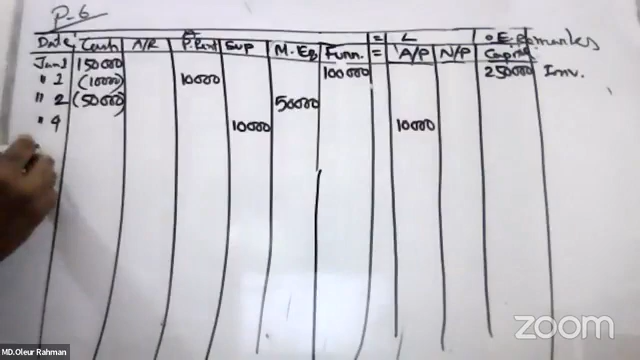 P-6
A = L O.E. Remarks
Date Cash A/R P.Rent Sup M.Eq Furn. = A/P N/P Capital
Jan 1 150000 100000 250000 Inv.
" 1 (10000) 10000
" 2 (50000) 50000
" 4 10000 10000
zoom
MD.Oleur Rahman